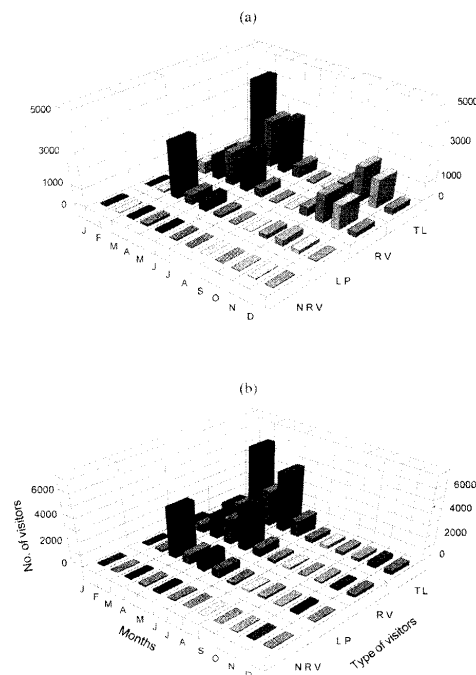 (a)
5000
3000
1000
0
5000
3000
1000
0
J F M A M J J A S O N D
NRV LP RV TL
(b)
6000
4000
2000
0
6000
4000
2000
0
No. of visitors
J F M A M J J A S O N D
Months
NRV LP RV TL
Type of visitors